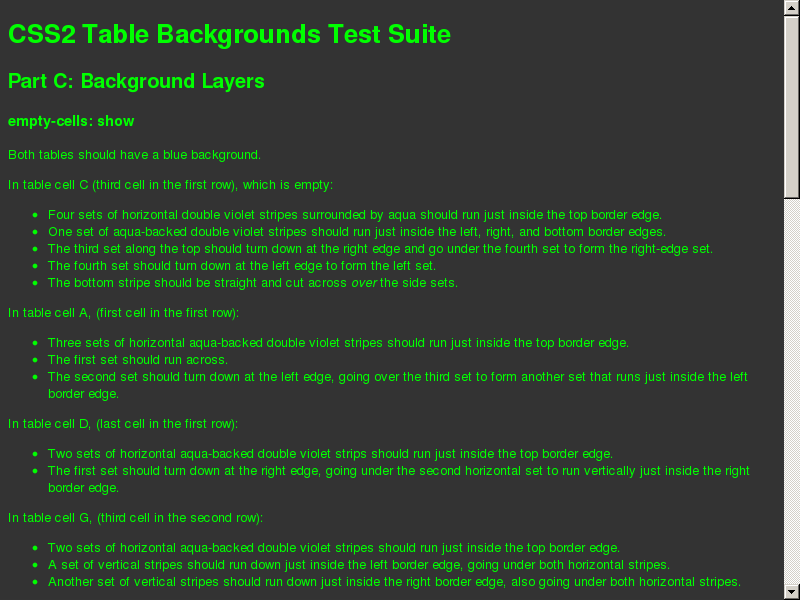 CSS2 Table Backgrounds Test Suite
Part C: Background Layers
empty-cells: show
Both tables should have a blue background.
In table cell C (third cell in the first row), which is empty:
Four sets of horizontal double violet stripes surrounded by aqua should run just inside the top border edges.
One set of aqua-backed double violet stripes should run just inside the left, right, and bottom border edges.
The third set along the top should turn down at the right edge and go under the fourth set to form the right-edge set.
The fourth set should turn down at the left edge to form the left set.
The bottom stripe should be straight and cut across over the side sets.
In table cell A, (first cell in the first row):
Three sets of horizontal aqua-backed double violet stripes should run just inside the top border edge.
The first set should run across.
The second set should turn down at the left edge, going over the third set to form another set that runs just inside the left
border edge.
In table cell D, (last cell in the first row):
Two sets of horizontal aqua-backed double violet strips should run just inside the top border edge.
The first set should turn down at the right edge, going under the second horizontal set to run vertically just inside the right
border edge.
In table cell G, (third cell in the second row):
Two sets of horizontal aqua-backed double violet stripes should run just inside the top border edge.
A set of vertical stripes should run down just inside the left border edge, going under both horizontal stripes.
Another set of vertical stripes should run down just inside the right border edge, also going under both horizontal stripes.